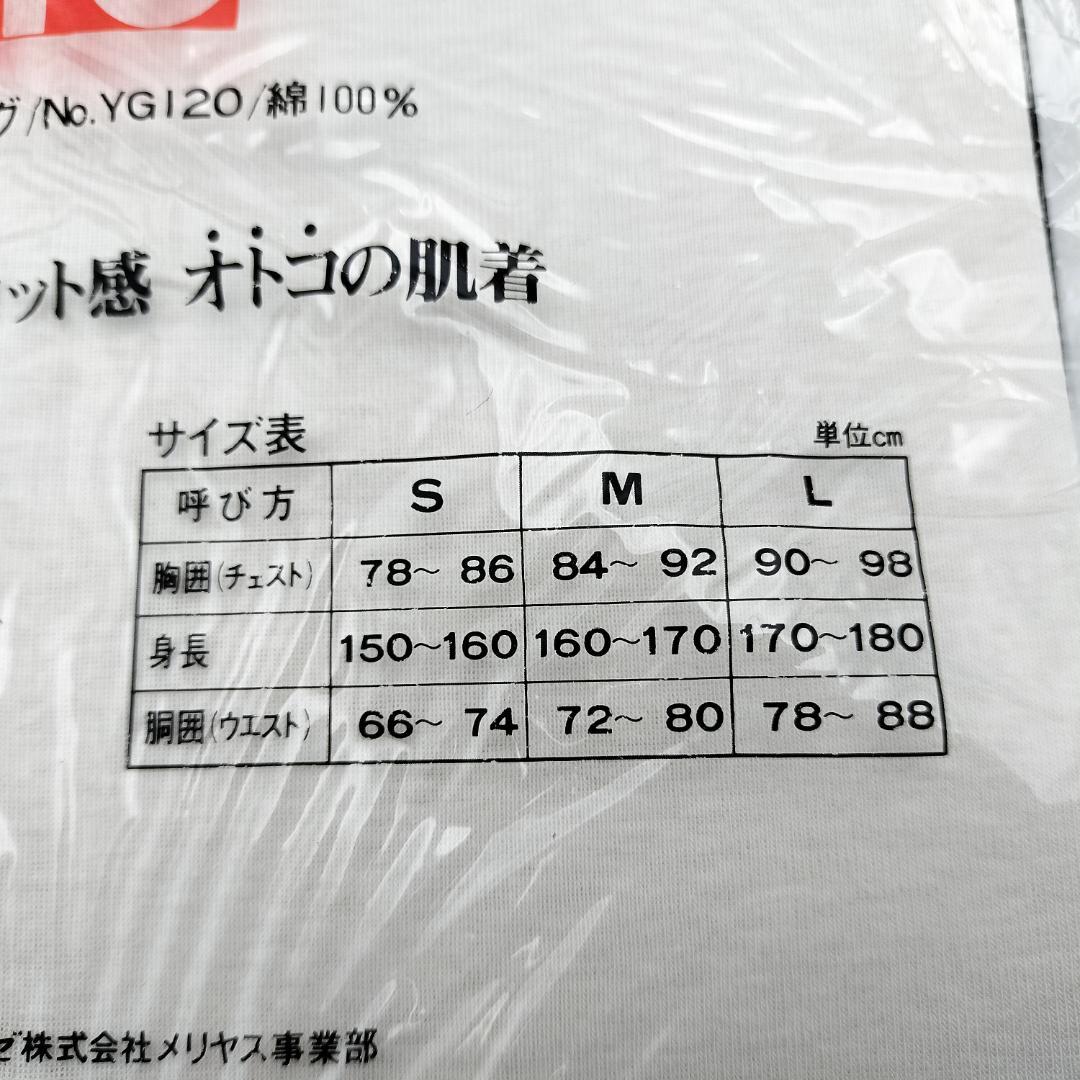 グ/No.YG120/綿100%
ット感 オトコの肌着
サイズ表 単位cm
呼び方 S M L
胸囲(チェスト) 78~ 86 84~ 92 90~ 98
身長 150~160 160~170 170~180
胴囲(ウエスト) 66~ 74 72~ 80 78~ 88
ゼ株式会社メリヤス事業部